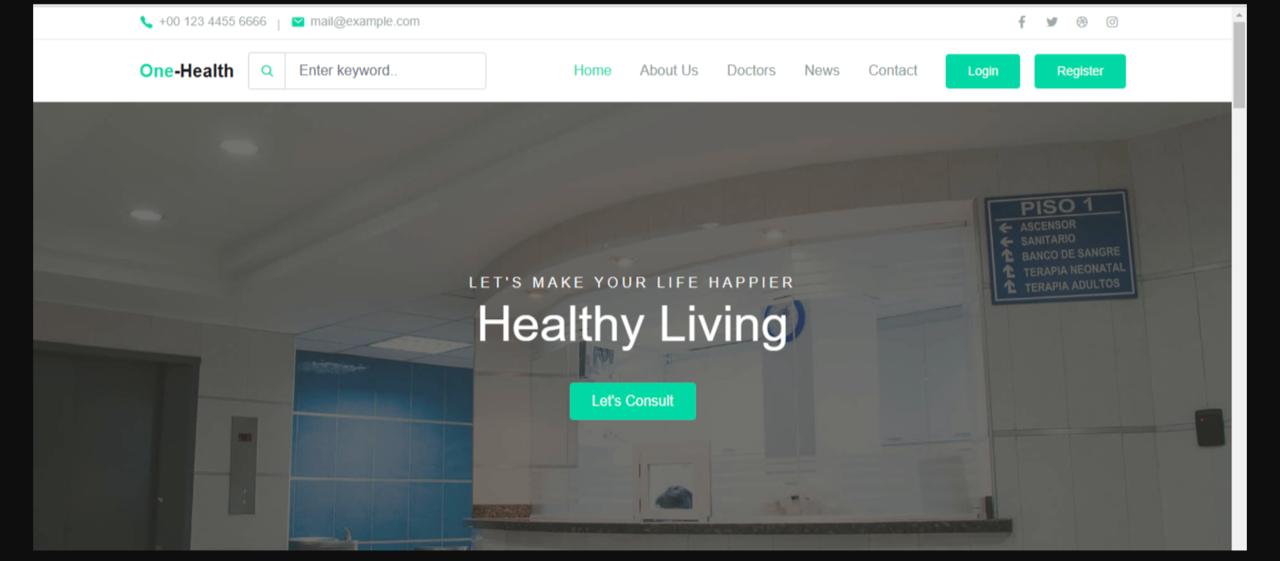 +00 123 4455 6666 | mail@example.com
One-Health Enter keyword.. Home About Us Doctors News Contact Login Register
PISO 1
ASCENSOR
SANITARIO
BANCO DE SANGRE
TERAPIA NEONATAL
TERAPIA ADULTOS
LET'S MAKE YOUR LIFE HAPPIER
Healthy Living
Let's Consult